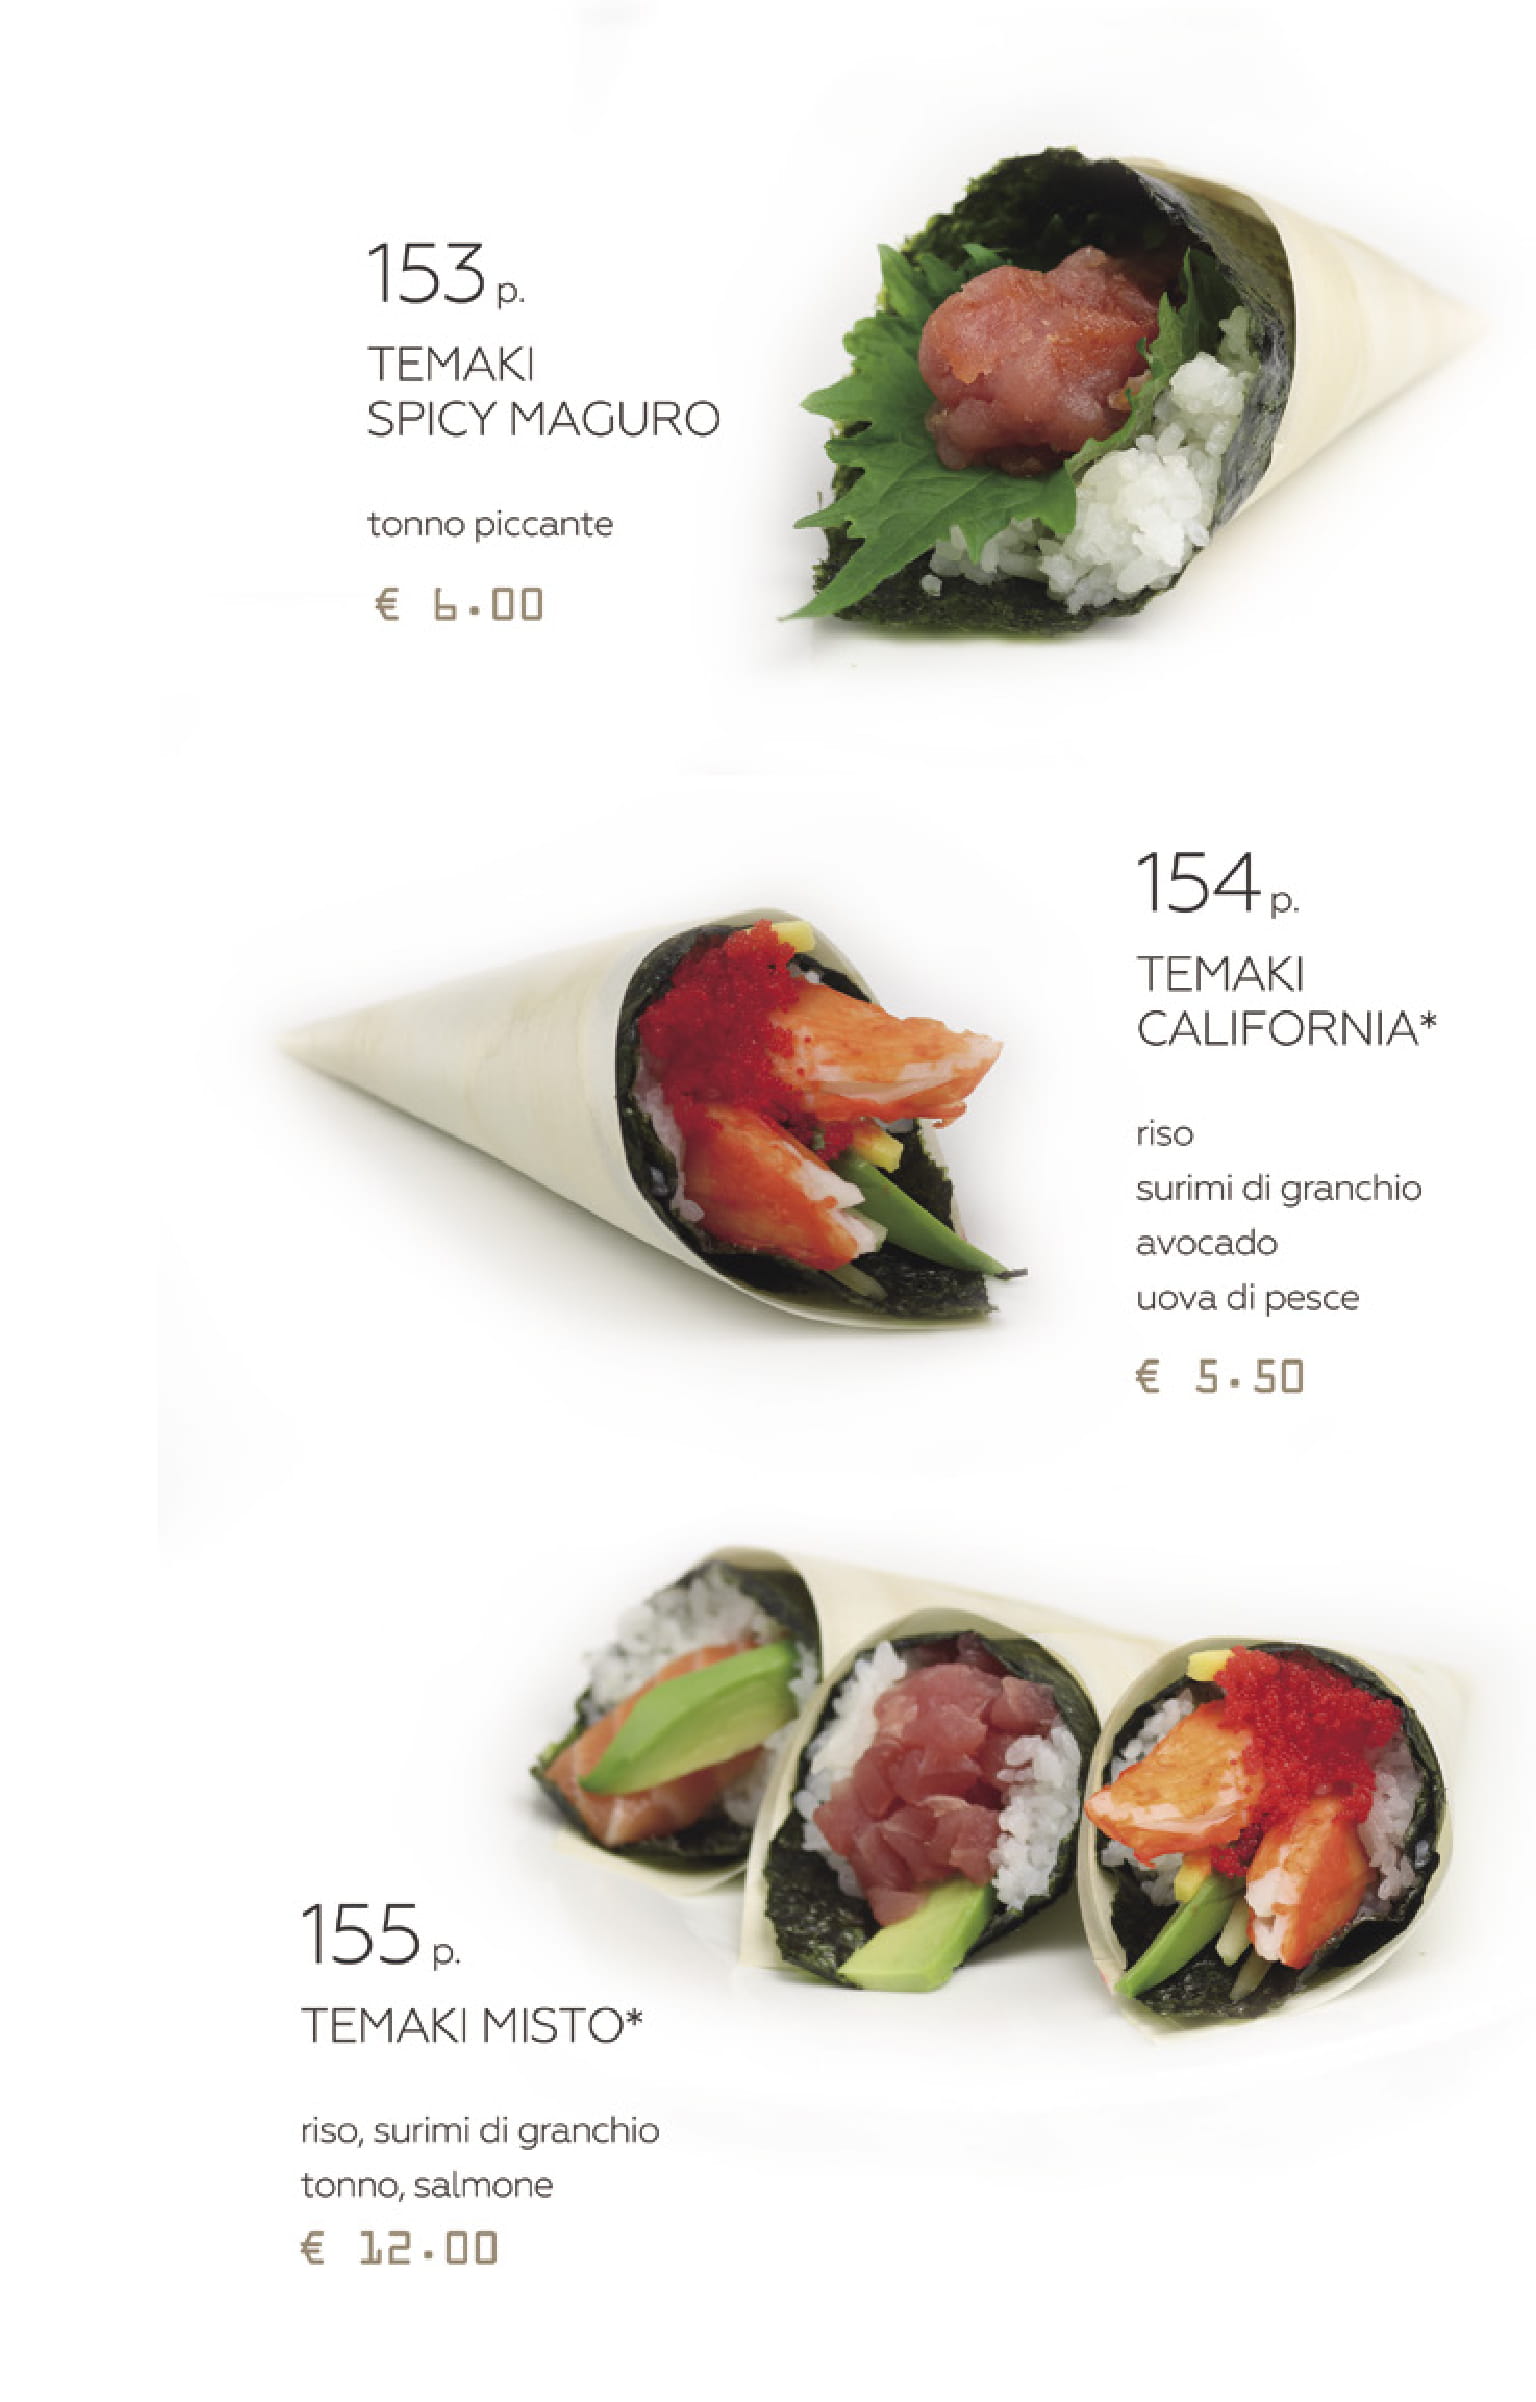 153 p.
TEMAKI
SPICY MAGURO
tonno piccante
€ 6.00
154 p.
TEMAKI
CALIFORNIA*
riso
surimi di granchio
avocado
uova di pesce
€ 5.50
155 p.
TEMAKI MISTO*
riso, surimi di granchio
tonno, salmone
€ 12.00